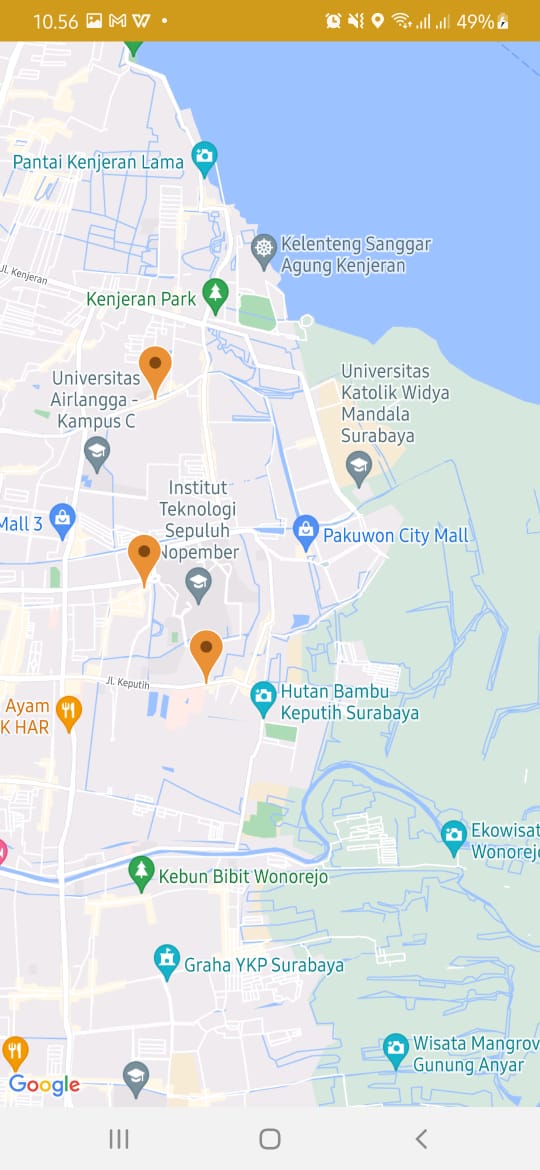 10.56
49%
Pantai Kenjeran Lama
Kelenteng Sanggar
Agung Kenjeran
Jl. Kenjeran
Kenjeran Park
Universitas
Airlangga -
Kampus C
Universitas
Katolik Widya
Mandala
Surabaya
Institut
Teknologi
Sepuluh
Nopember
Mall 3
Pakuwon City Mall
Jl. Keputih
Hutan Bambu
Keputih Surabaya
Ayam
K HAR
Ekowisat
Wonorejo
Kebun Bibit Wonorejo
Graha YKP Surabaya
Wisata Mangrov
Gunung Anyar
Google